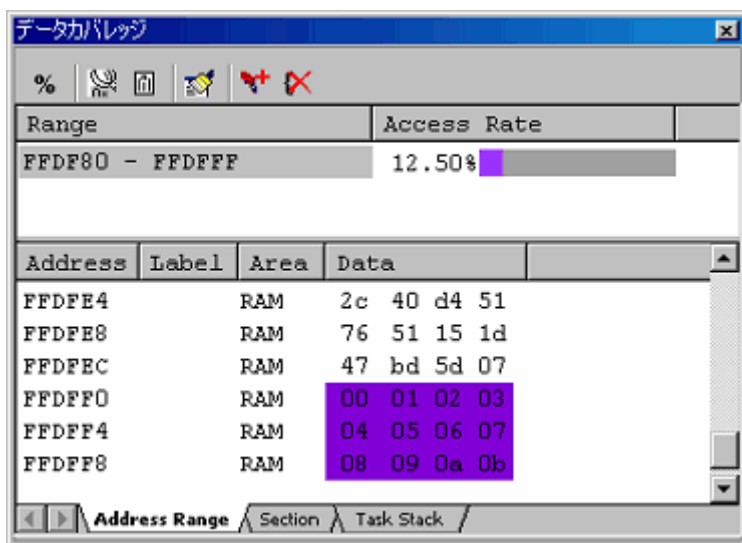 データカバレッジ
%
Range Access Rate
FFDF80 - FFDFFF 12.50%
Address Label Area Data
FFDFE4 RAM 2c 40 d4 51
FFDFE8 RAM 76 51 15 1d
FFDFEC RAM 47 bd 5d 07
FFDFF0 RAM 00 01 02 03
FFDFF4 RAM 04 05 06 07
FFDFF8 RAM 08 09 0a 0b
Address Range Section Task Stack